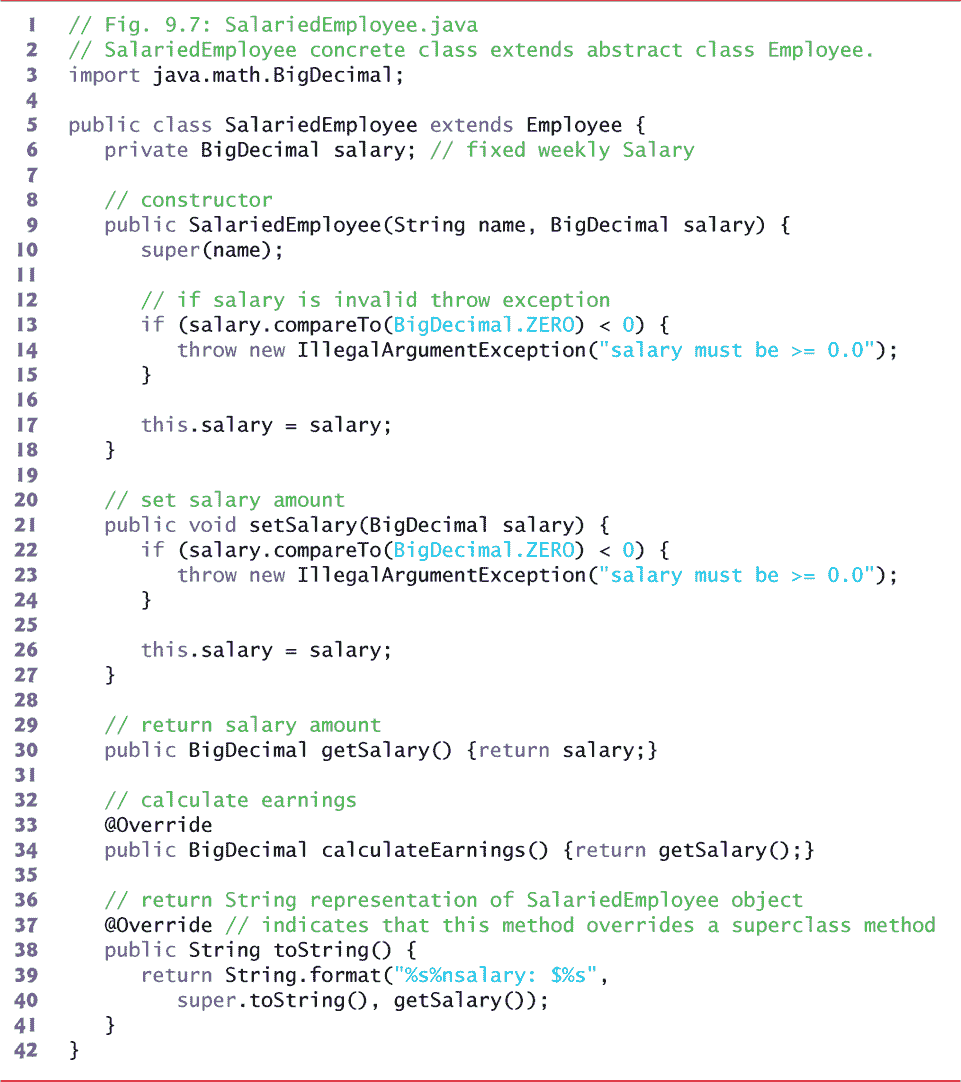 1 // Fig. 9.7: SalariedEmployee.java
2 // SalariedEmployee concrete class extends abstract class Employee.
3 import java.math.BigDecimal;
4
5 public class SalariedEmployee extends Employee {
6    private BigDecimal salary; // fixed weekly Salary
7
8    // constructor
9    public SalariedEmployee(String name, BigDecimal salary) {
10       super(name);
11
12       // if salary is invalid throw exception
13       if (salary.compareTo(BigDecimal.ZERO) < 0) {
14          throw new IllegalArgumentException("salary must be >= 0.0");
15       }
16
17       this.salary = salary;
18    }
19
20    // set salary amount
21    public void setSalary(BigDecimal salary) {
22       if (salary.compareTo(BigDecimal.ZERO) < 0) {
23          throw new IllegalArgumentException("salary must be >= 0.0");
24       }
25
26       this.salary = salary;
27    }
28
29    // return salary amount
30    public BigDecimal getSalary() {return salary;}
31
32    // calculate earnings
33    @Override
34    public BigDecimal calculateEarnings() {return getSalary();}
35
36    // return String representation of SalariedEmployee object
37    @Override // indicates that this method overrides a superclass method
38    public String toString() {
39       return String.format("%s%nsalary: $%s",
40          super.toString(), getSalary());
41    }
42 }